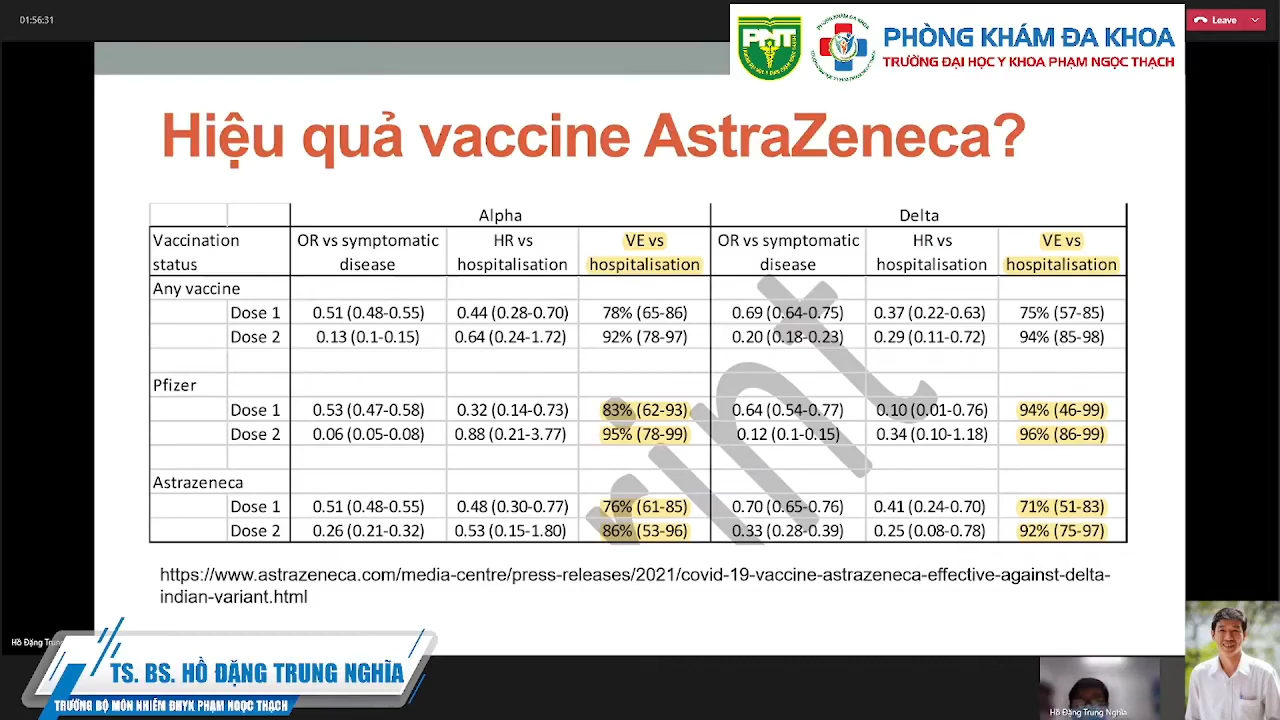 01:56:31
PNT
PHÒNG KHÁM ĐA KHOA
TRƯỜNG ĐẠI HỌC Y KHOA PHẠM NGỌC THẠCH
Leave
Hiệu quả vaccine AstraZeneca?
Alpha Delta
Vaccination status OR vs symptomatic disease HR vs hospitalisation VE vs hospitalisation OR vs symptomatic disease HR vs hospitalisation VE vs hospitalisation
Any vaccine
Dose 1 0.51 (0.48-0.55) 0.44 (0.28-0.70) 78% (65-86) 0.69 (0.64-0.75) 0.37 (0.22-0.63) 75% (57-85)
Dose 2 0.13 (0.1-0.15) 0.64 (0.24-1.72) 92% (78-97) 0.20 (0.18-0.23) 0.29 (0.11-0.72) 94% (85-98)
Pfizer
Dose 1 0.53 (0.47-0.58) 0.32 (0.14-0.73) 83% (62-93) 0.64 (0.54-0.77) 0.10 (0.01-0.76) 94% (46-99)
Dose 2 0.06 (0.05-0.08) 0.88 (0.21-3.77) 95% (78-99) 0.12 (0.1-0.15) 0.34 (0.10-1.18) 96% (86-99)
Astrazeneca
Dose 1 0.51 (0.48-0.55) 0.48 (0.30-0.77) 76% (61-85) 0.70 (0.65-0.76) 0.41 (0.24-0.70) 71% (51-83)
Dose 2 0.26 (0.21-0.32) 0.53 (0.15-1.80) 86% (53-96) 0.33 (0.28-0.39) 0.25 (0.08-0.78) 92% (75-97)
rint
https://www.astrazeneca.com/media-centre/press-releases/2021/covid-19-vaccine-astrazeneca-effective-against-delta-
indian-variant.html
Hồ Đặng Trung
TS. BS. HỒ ĐẶNG TRUNG NGHĨA
TRƯỞNG BỘ MÔN NHIỄM ĐHYK PHẠM NGỌC THẠCH
Hồ Đặng Trung Nghĩa